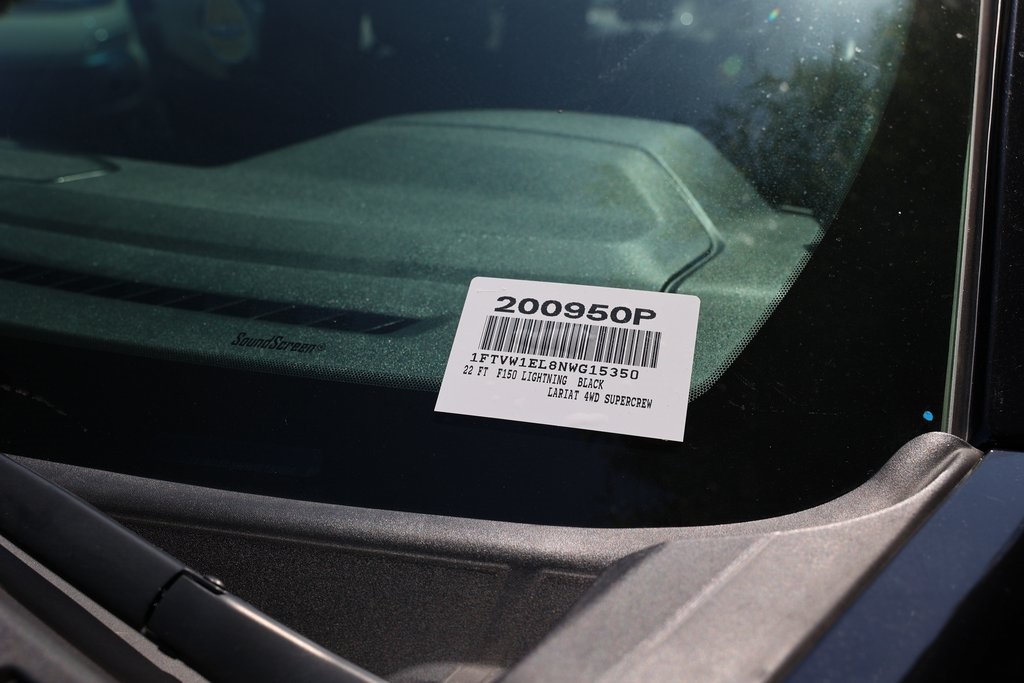 200950P
1FTVW1EL8NWG15350
22 FT F150 LIGHTNING BLACK
LARIAT 4WD SUPERCREW
SoundScreen®